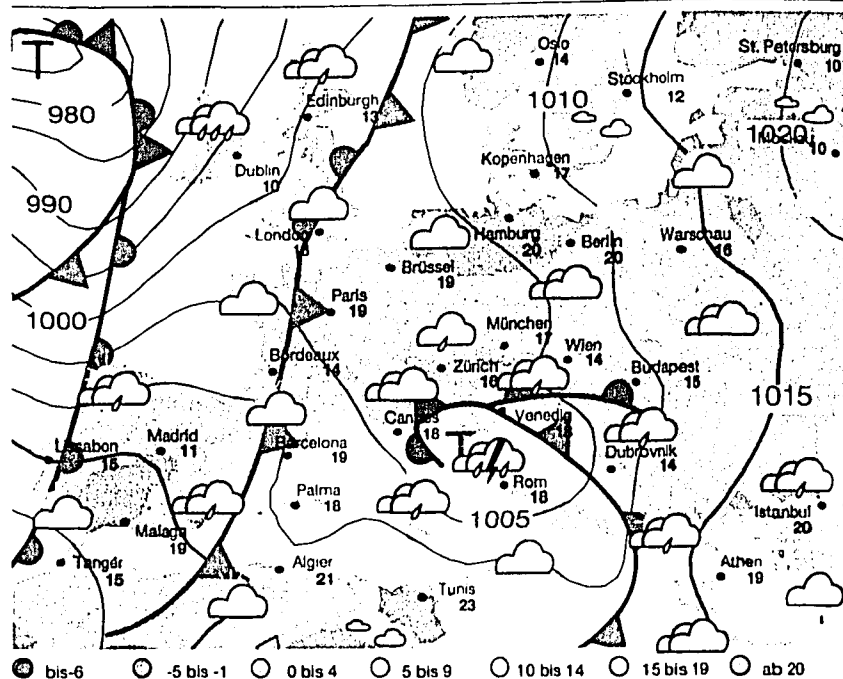 T
980
990
1000
1010
1020
1015
1005
T
Oslo
14
Stockholm
12
St. Petersburg
10
10
Edinburgh
13
Dublin
10
Kopenhagen
17
London
Hamburg
20
Berlin
20
Warschau
16
Brüssel
19
Paris
19
München
17
Wien
14
Bordeaux
14
Zürich
16
Budapest
15
Cannes
18
Venedig
Lissabon
Madrid
11
Barcelona
19
Dubrovnik
14
Rom
18
Palma
18
Istanbul
20
Malaga
19
Tanger
15
Algier
21
Athen
19
Tunis
23
bis-6
-5 bis -1
0 bis 4
5 bis 9
10 bis 14
15 bis 19
ab 20